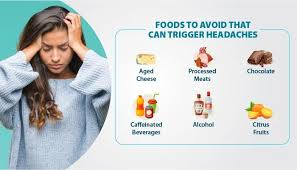 FOODS TO AVOID THAT
CAN TRIGGER HEADACHES
Aged
Cheese
Processed
Meats
Chocolate
Caffeinated
Beverages
Alcohol
Citrus
Fruits